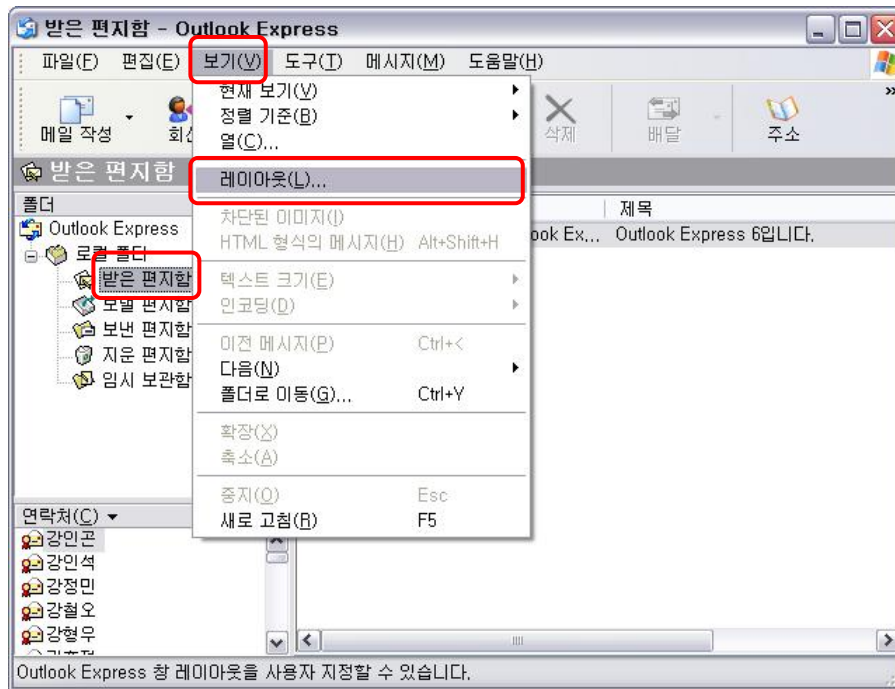 받은 편지함 - Outlook Express
파일(F) 편집(E) 보기(V) 도구(T) 메시지(M) 도움말(H)
메일 작성 삭제 배달 주소
받은 편지함
폴더
Outlook Express
로컬 폴더
받은 편지함
보낼 편지함
보낸 편지함
지운 편지함
임시 보관함
현재 보기(V)
정렬 기준(B)
열(C)...
레이아웃(L)...
차단된 이미지(I)
HTML 형식의 메시지(H) Alt+Shift+H
텍스트 크기(E)
인코딩(D)
이전 메시지(P) Ctrl+<
다음(N)
폴더로 이동(G)... Ctrl+Y
확장(X)
축소(A)
중지(O) Esc
새로 고침(R) F5
제목
Outlook Express 6입니다.
연락처(C)
강인곤
강인석
강정민
강철오
강형우
Outlook Express 창 레이아웃을 사용자 지정할 수 있습니다.